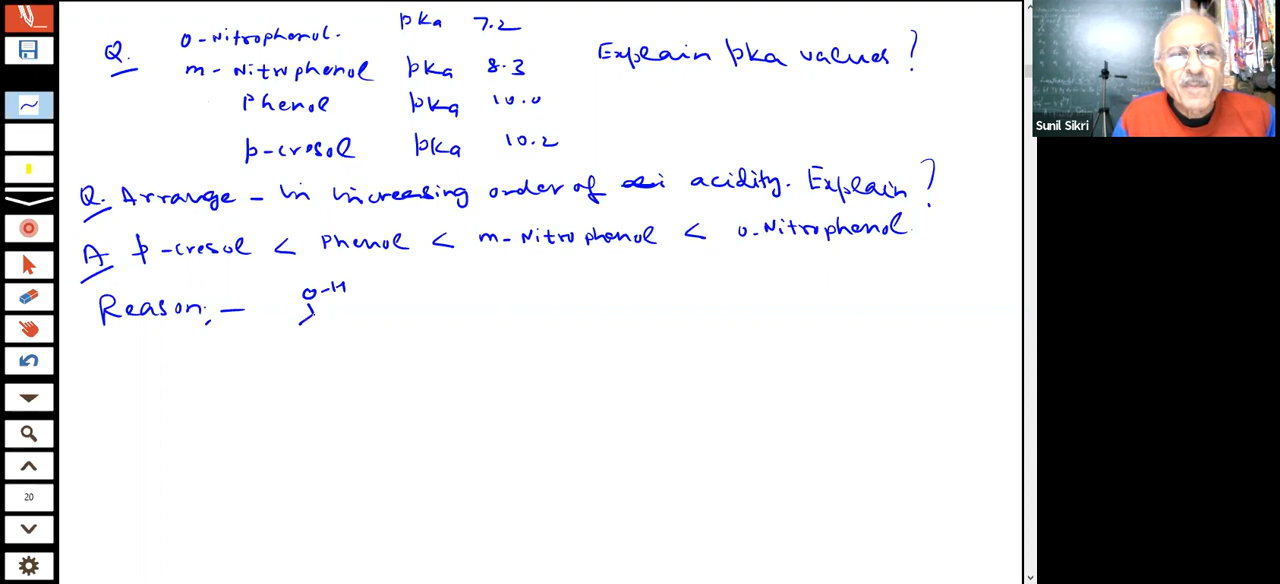 Q. O-Nitrophenol. pka 7.2 Explain pka values?
m-Nitrophenol pka 8.3
Phenol pka 10.0
p-cresol pka 10.2
Q. Arrange - in increasing order of acidity. Explain?
A p-cresol < Phenol < m-Nitrophenol < o-Nitrophenol.
Reason:- O-H
Sunil Sikri
20